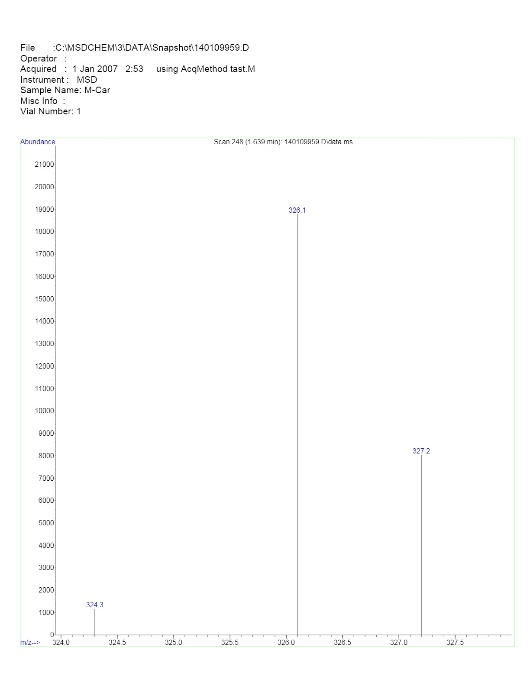 File :C:\MSDCHEM\3\DATA\Snapshot\140109959.D
Operator :
Acquired : 1 Jan 2007 2:53 using AcqMethod tast.M
Instrument : MSD
Sample Name: M-Car
Misc Info :
Vial Number: 1
Abundance
Scan 248 (1.639 min): 140109959.D\data.ms
21000
20000
19000
326.1
18000
17000
16000
15000
14000
13000
12000
11000
10000
9000
327.2
8000
7000
6000
5000
4000
3000
2000
324.3
1000
0
m/z--> 324.0 324.5 325.0 325.5 326.0 326.5 327.0 327.5